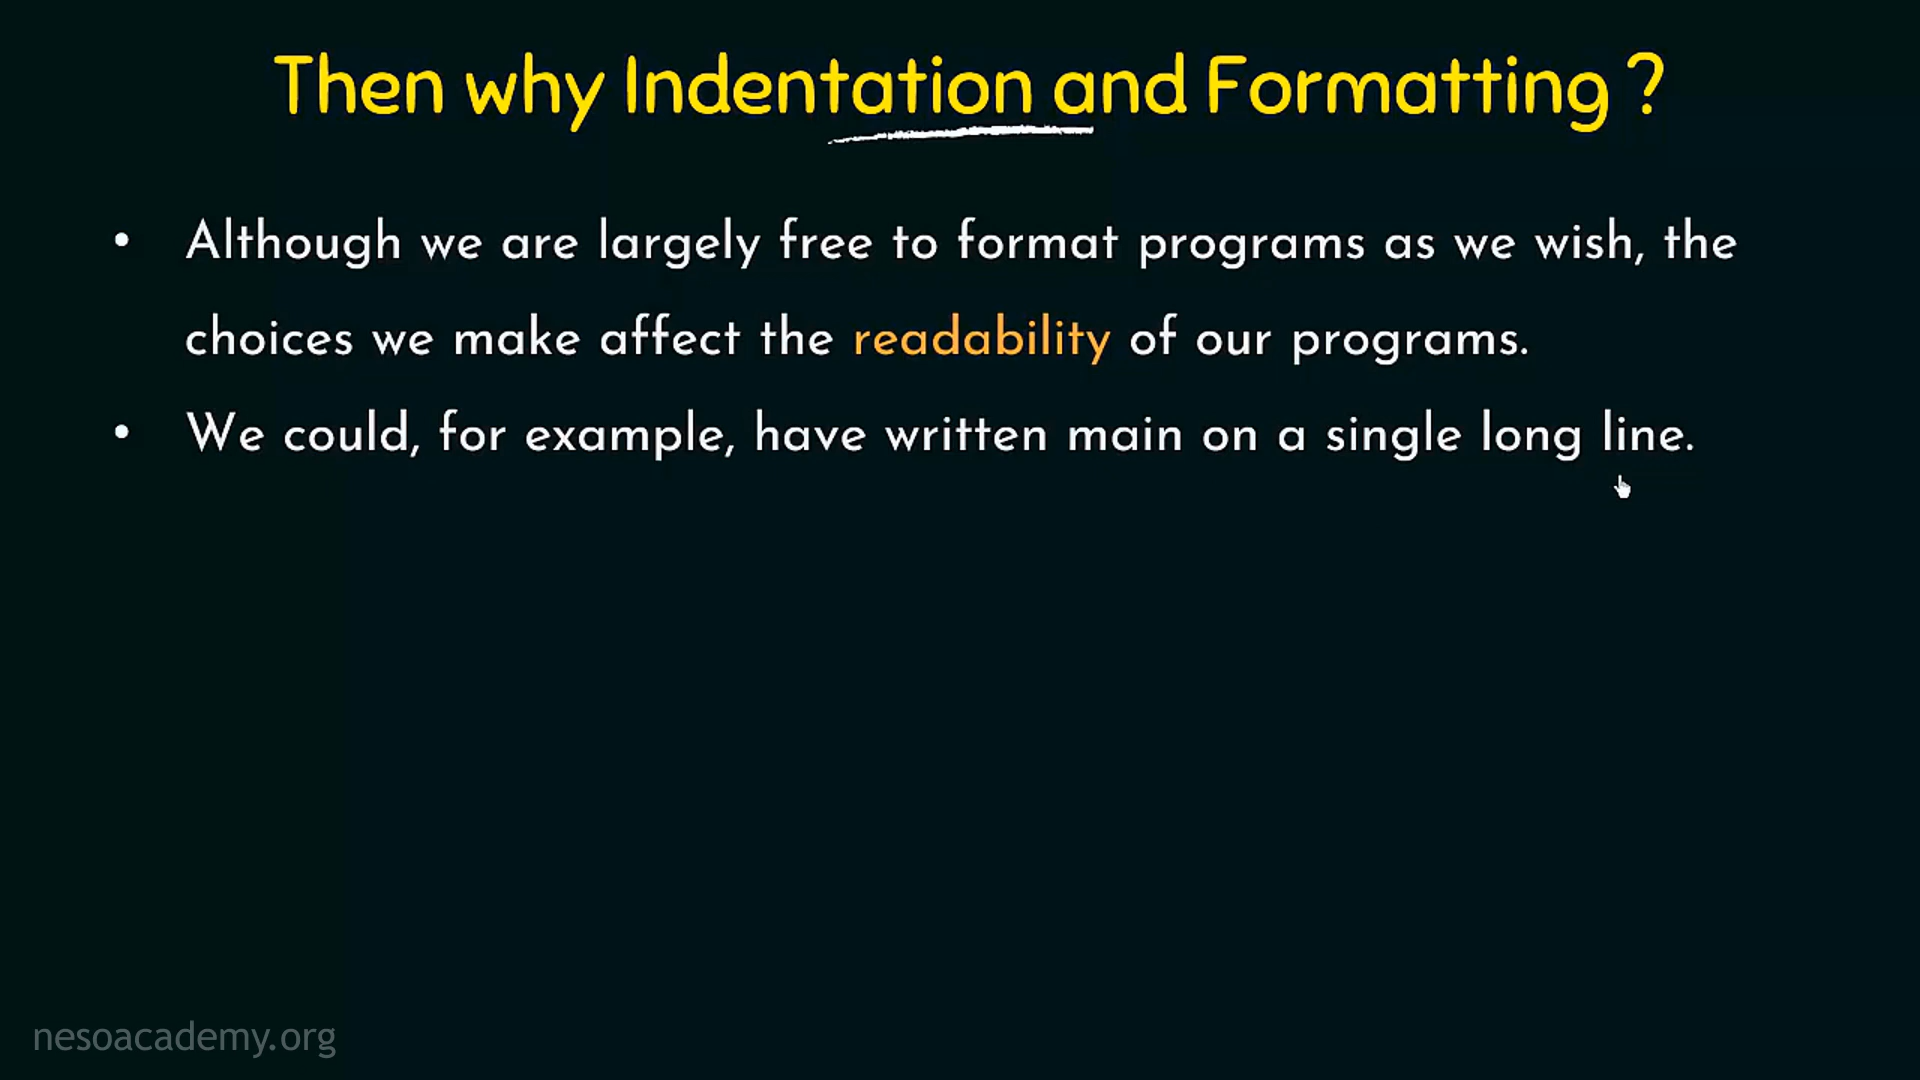 Then why Indentation and Formatting ?
• Although we are largely free to format programs as we wish, the
choices we make affect the readability of our programs.
• We could, for example, have written main on a single long line.
nesoacademy.org